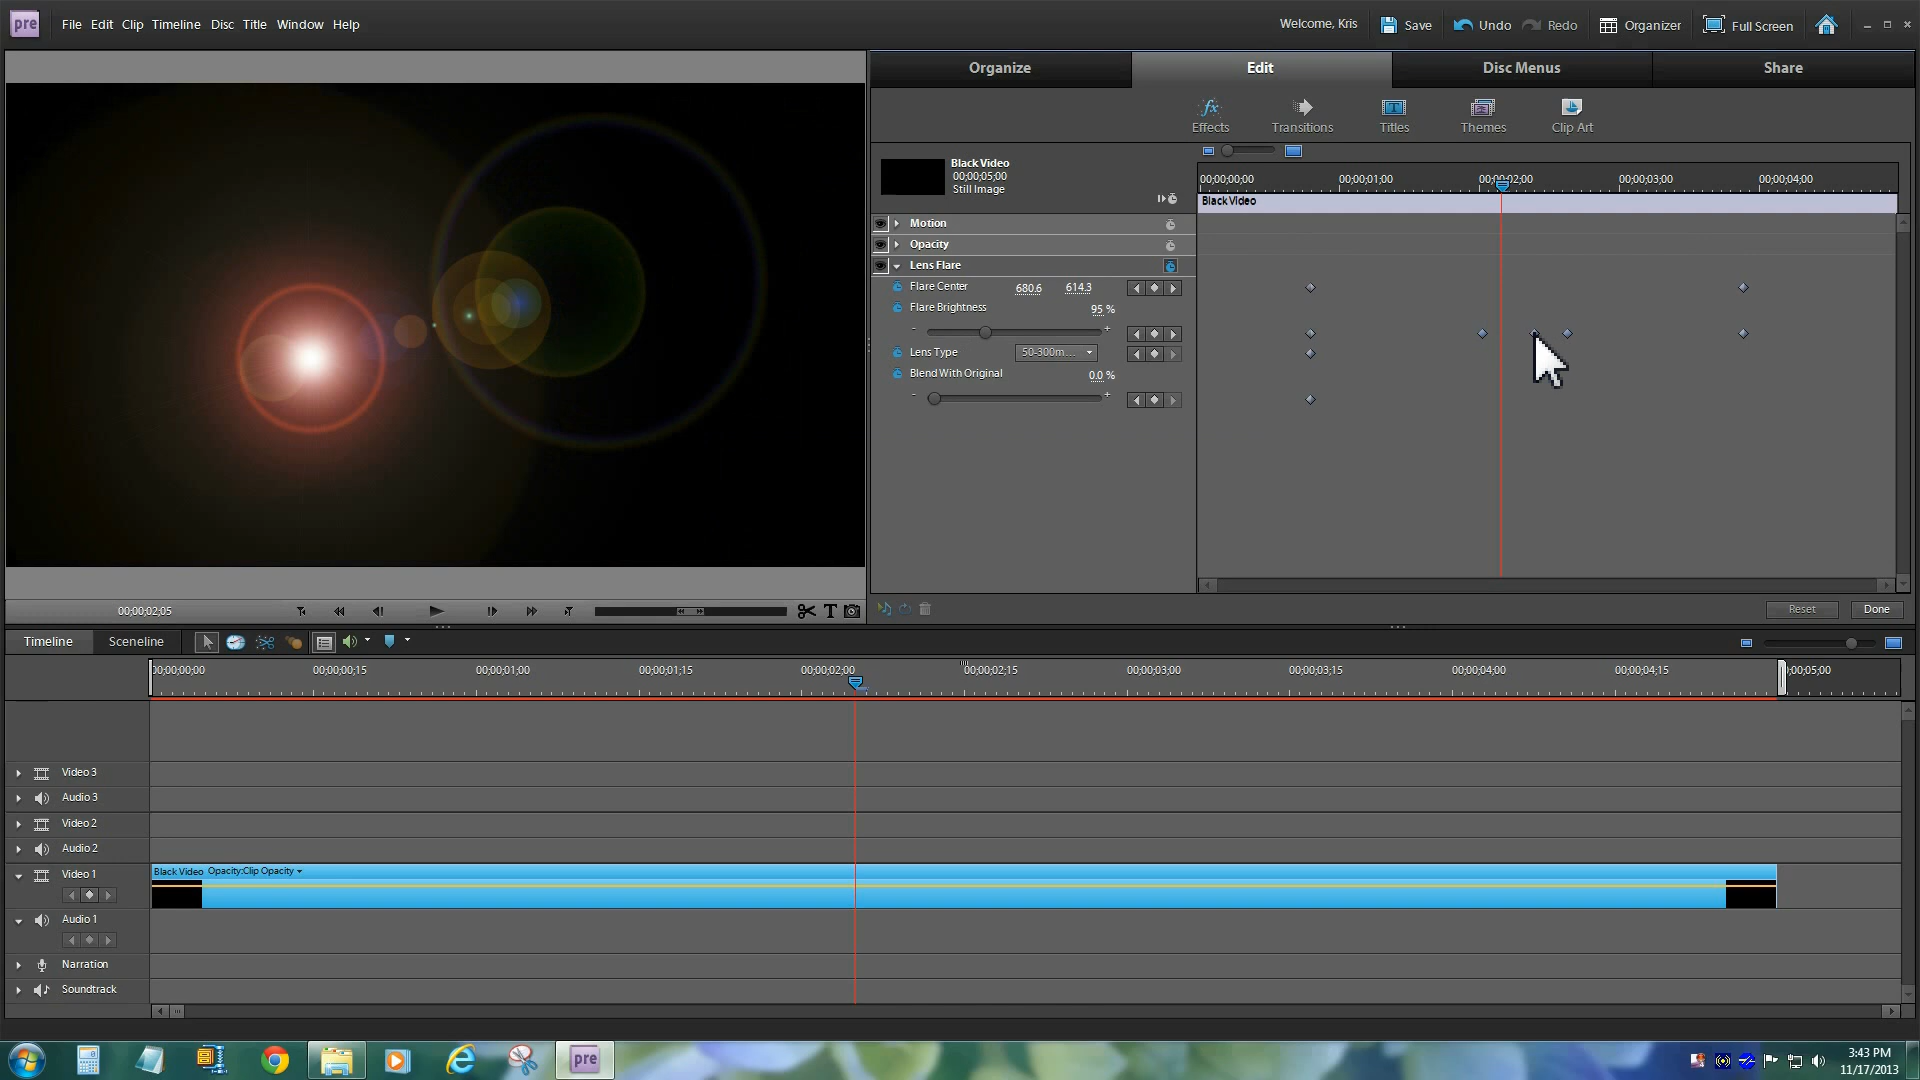 pre File Edit Clip Timeline Disc Title Window Help Welcome, Kris Save Undo Redo Organizer Full Screen
Organize Edit Disc Menus Share
Effects Transitions Titles Themes Clip Art
Black Video
00;00;05;00
Still Image
00;00;00;00 00;00;01;00 00;00;02;00 00;00;03;00 00;00;04;00
Black Video
Motion
Opacity
Lens Flare
Flare Center 680.6 614.3
Flare Brightness 95 %
- +
Lens Type 50-300m...
Blend With Original 0.0 %
- +
00;00;02;05
Reset Done
Timeline Sceneline
00;00;00;00 00;00;00;15 00;00;01;00 00;00;01;15 00;00;02;00 00;00;02;15 00;00;03;00 00;00;03;15 00;00;04;00 00;00;04;15 00;00;05;00
Video 3
Audio 3
Video 2
Audio 2
Video 1
Black Video Opacity:Clip Opacity
Audio 1
Narration
Soundtrack
pre
3:43 PM
11/17/2013